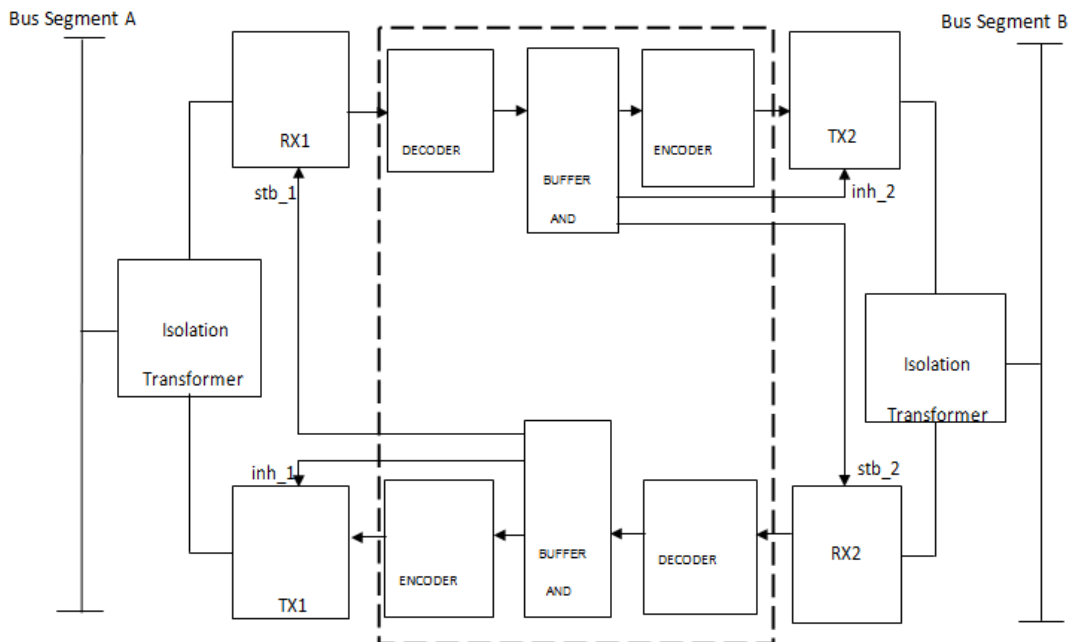 Bus Segment A
Bus Segment B
RX1
DECODER
BUFFER
AND
ENCODER
TX2
stb_1
inh_2
Isolation
Transformer
Isolation
Transformer
inh_1
stb_2
TX1
ENCODER
BUFFER
AND
DECODER
RX2